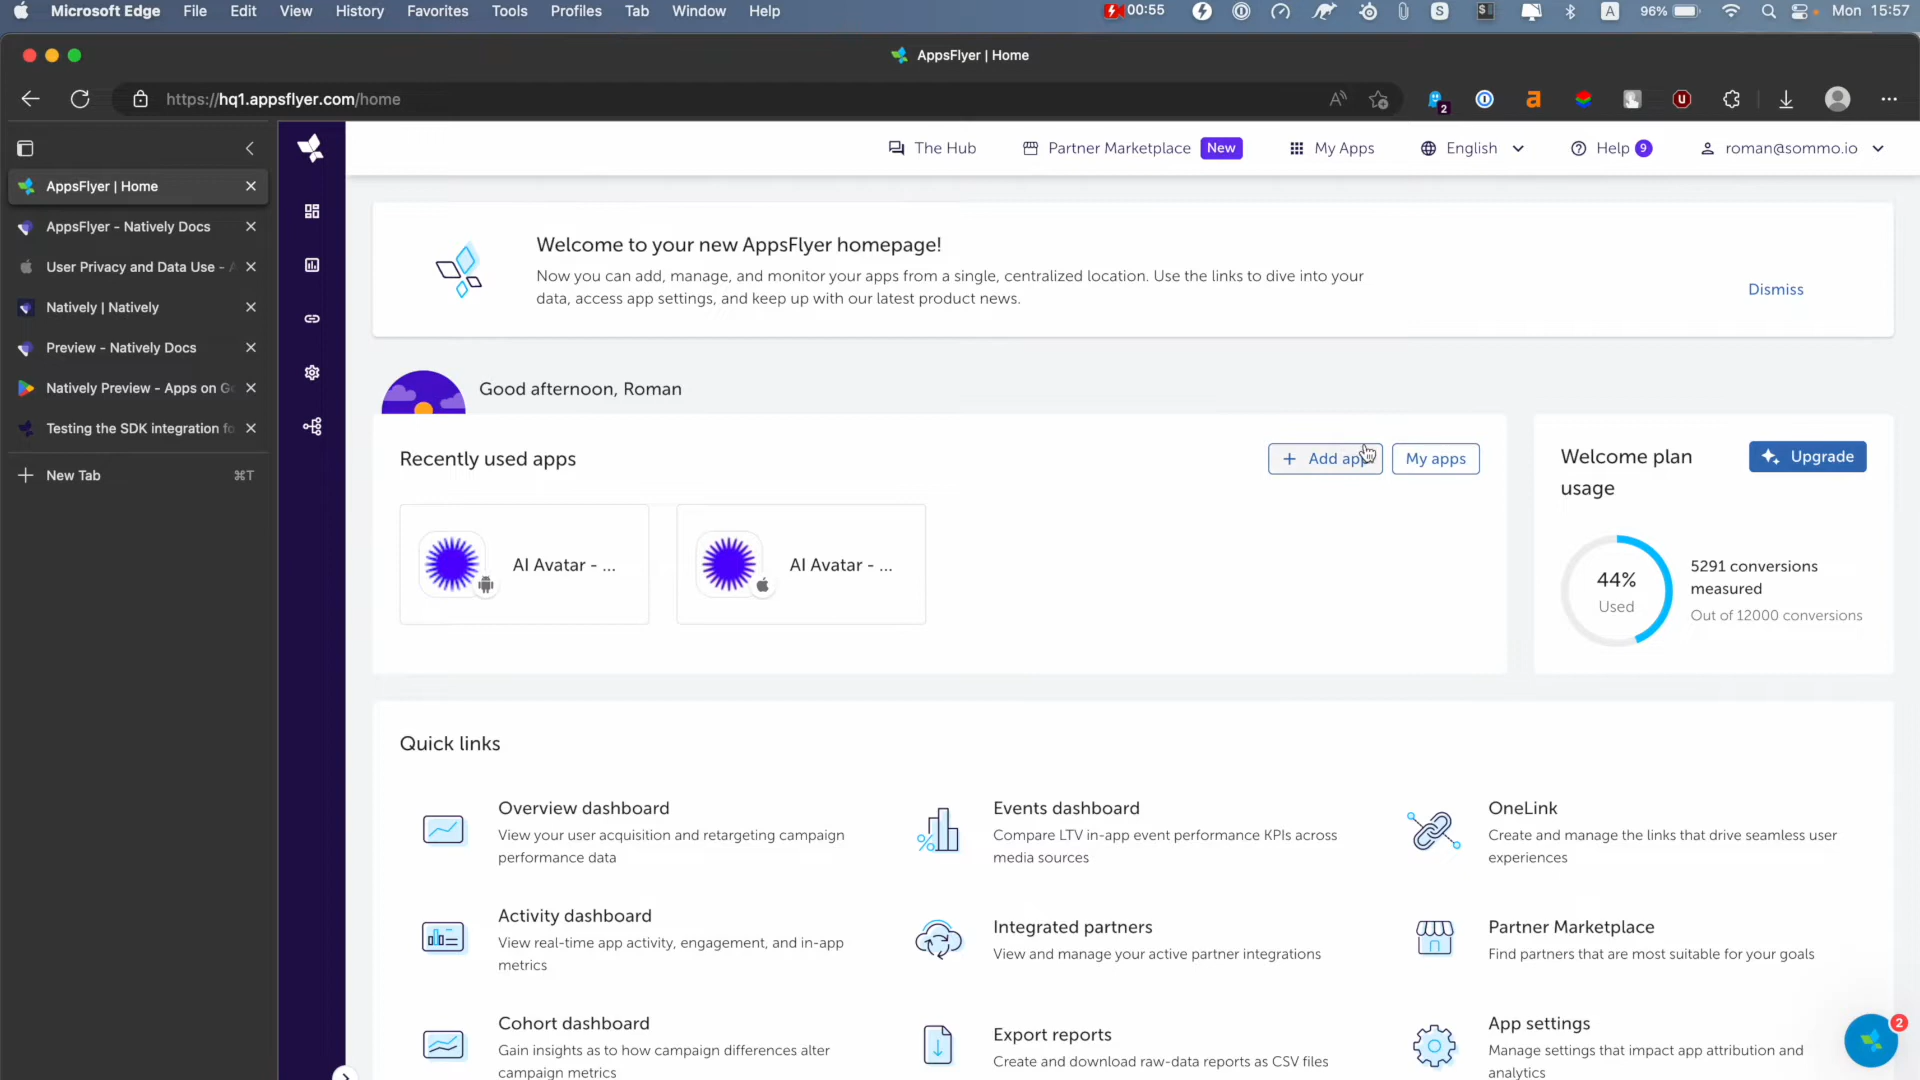 Microsoft Edge File Edit View History Favorites Tools Profiles Tab Window Help 00:55 S $ A 96% Mon 15:57
AppsFlyer | Home
https://hq1.appsflyer.com/home
2
The Hub Partner Marketplace New My Apps English Help 9 roman@sommo.io
AppsFlyer | Home
AppsFlyer - Natively Docs
User Privacy and Data Use -
Natively | Natively
Preview - Natively Docs
Natively Preview - Apps on G
Testing the SDK integration fo
New Tab ⌘T
Welcome to your new AppsFlyer homepage!
Now you can add, manage, and monitor your apps from a single, centralized location. Use the links to dive into your
data, access app settings, and keep up with our latest product news.
Dismiss
Good afternoon, Roman
Recently used apps
+ Add app
My apps
AI Avatar - ...
AI Avatar - ...
Welcome plan
usage
Upgrade
44%
Used
5291 conversions
measured
Out of 12000 conversions
Quick links
Overview dashboard
View your user acquisition and retargeting campaign
performance data
Events dashboard
Compare LTV in-app event performance KPIs across
media sources
OneLink
Create and manage the links that drive seamless user
experiences
Activity dashboard
View real-time app activity, engagement, and in-app
metrics
Integrated partners
View and manage your active partner integrations
Partner Marketplace
Find partners that are most suitable for your goals
Cohort dashboard
Gain insights as to how campaign differences alter
campaign metrics
Export reports
Create and download raw-data reports as CSV files
App settings
Manage settings that impact app attribution and
analytics
2